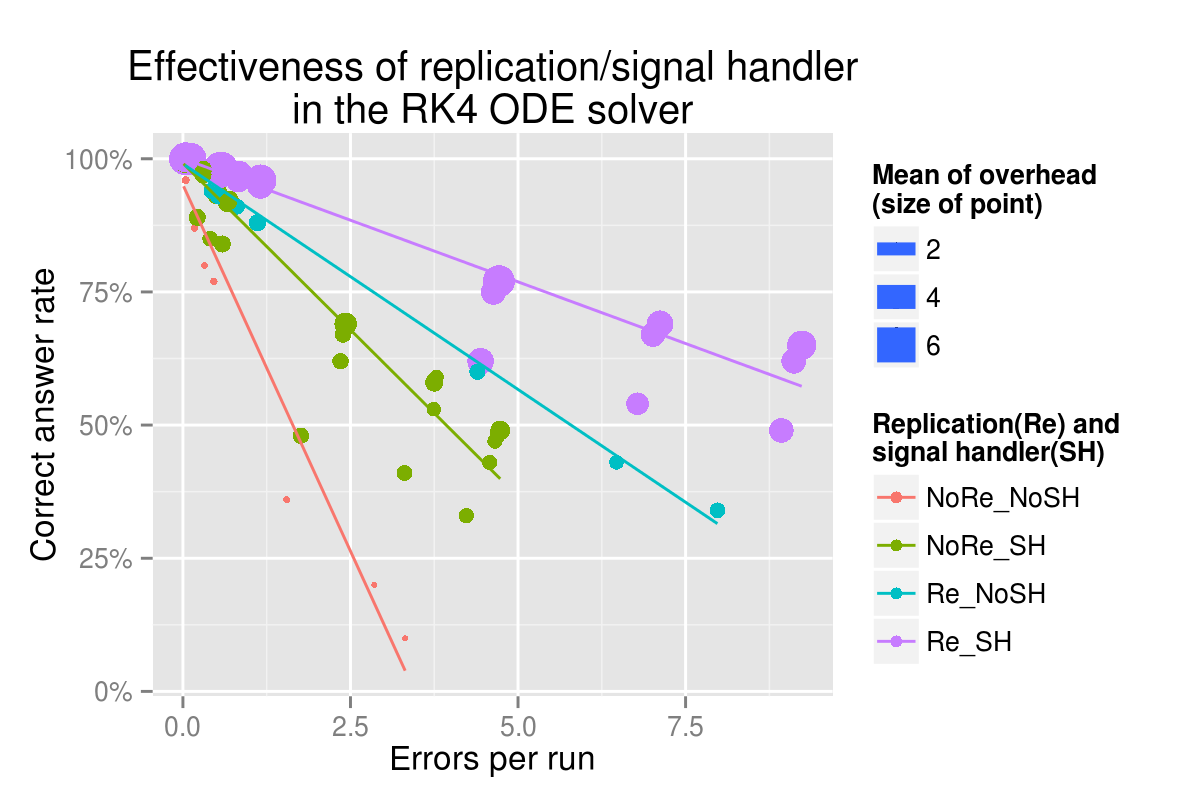 Effectiveness of replication/signal handler
in the RK4 ODE solver
100%
75%
50%
25%
0%
Correct answer rate
0.0
2.5
5.0
7.5
Errors per run
Mean of overhead
(size of point)
2
4
6
Replication(Re) and
signal handler(SH)
NoRe_NoSH
NoRe_SH
Re_NoSH
Re_SH